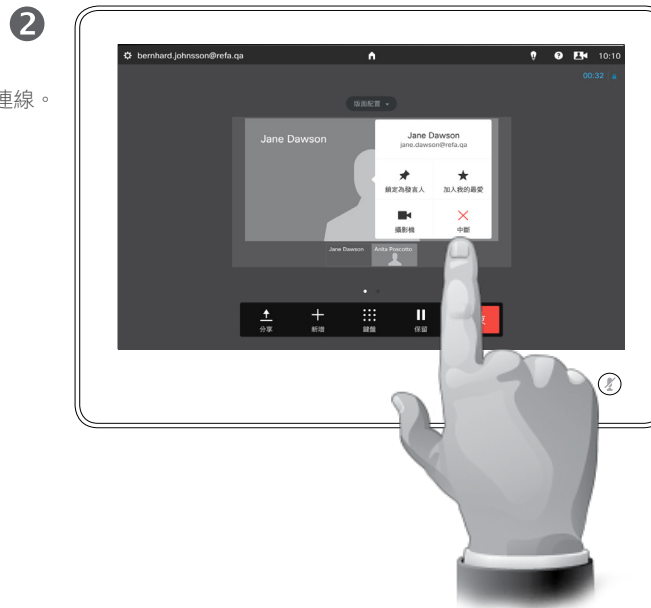 2
連線。
bernhard.johnsson@refa.qa
10:10
00:32
版面配置
Jane Dawson
Jane Dawson
jane.dawson@refa.qa
鎖定為發言人
加入我的最愛
攝影機
中斷
Jane Dawson
Anita Puscotto
分享
新增
鍵盤
保留